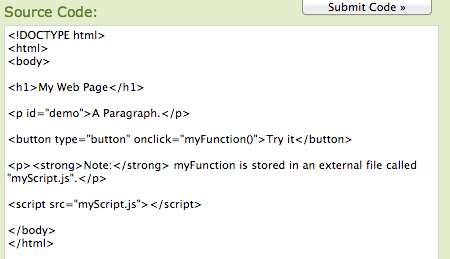 Source Code:
Submit Code »
<!DOCTYPE html>
<html>
<body>
<h1>My Web Page</h1>
<p id="demo">A Paragraph.</p>
<button type="button" onclick="myFunction()">Try it</button>
<p><strong>Note:</strong> myFunction is stored in an external file called
"myScript.js".</p>
<script src="myScript.js"></script>
</body>
</html>